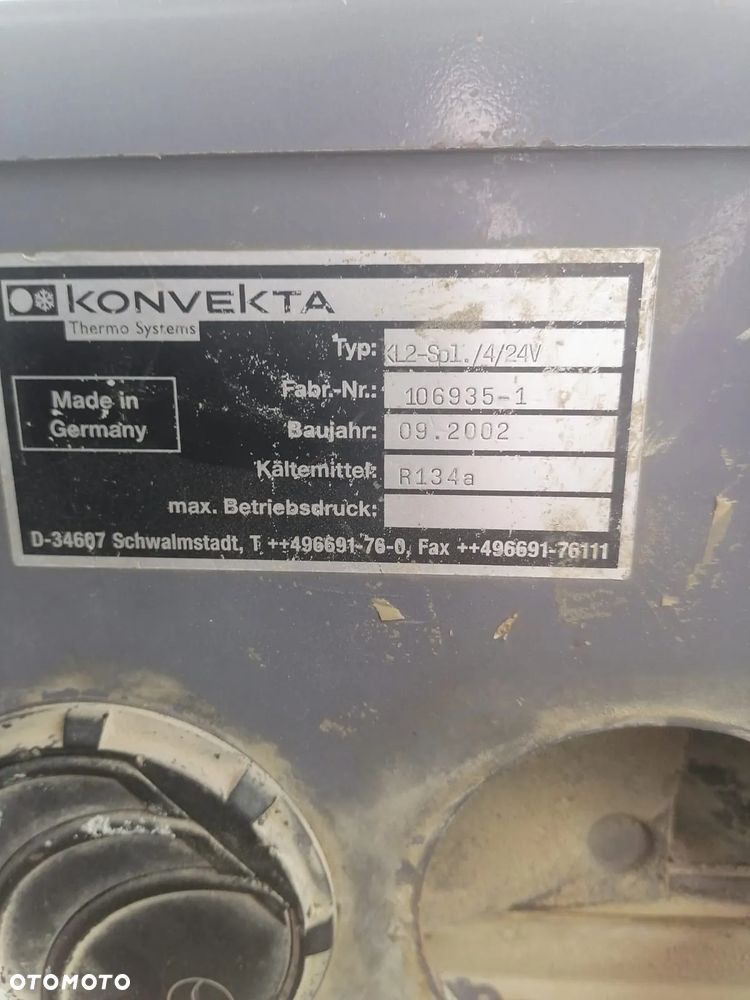 KONVEKTA
Thermo Systems
Typ: KL2-Spl./4/24V
Made in
Germany
Fabr.-Nr.: 106935-1
Baujahr: 09.2002
Kältemittel: R134a
max. Betriebsdruck:
D-34607 Schwalmstadt, T ++496691-76-0, Fax ++496691-76111
OTOMOTO